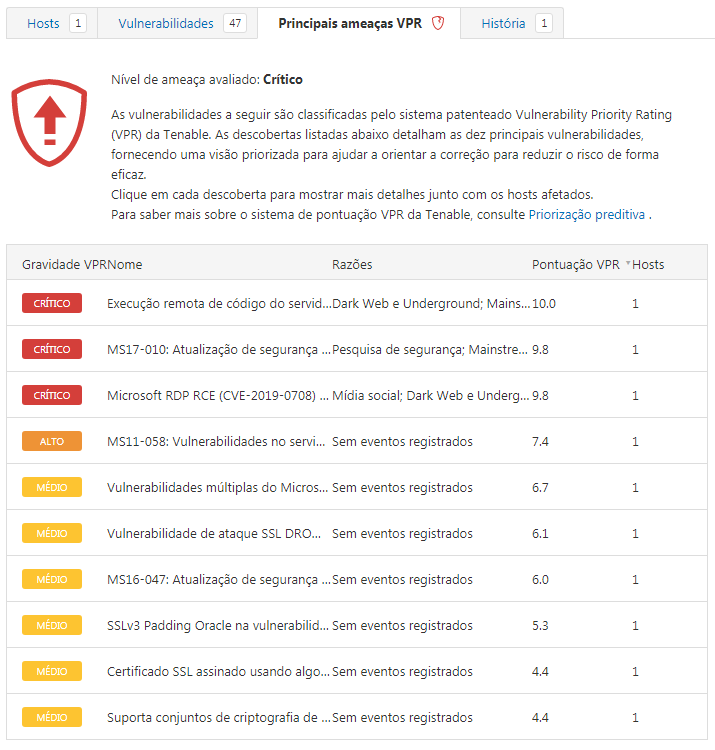 Hosts 1 Vulnerabilidades 47 Principais ameaças VPR História 1
Nível de ameaça avaliado: Crítico
As vulnerabilidades a seguir são classificadas pelo sistema patenteado Vulnerability Priority Rating
(VPR) da Tenable. As descobertas listadas abaixo detalham as dez principais vulnerabilidades,
fornecendo uma visão priorizada para ajudar a orientar a correção para reduzir o risco de forma
eficaz.
Clique em cada descoberta para mostrar mais detalhes junto com os hosts afetados.
Para saber mais sobre o sistema de pontuação VPR da Tenable, consulte Priorização preditiva .
Gravidade VPR Nome Razões Pontuação VPR Hosts
CRÍTICO Execução remota de código do servid... Dark Web e Underground; Mains... 10.0 1
CRÍTICO MS17-010: Atualização de segurança ... Pesquisa de segurança; Mainstre... 9.8 1
CRÍTICO Microsoft RDP RCE (CVE-2019-0708) ... Mídia social; Dark Web e Underg... 9.8 1
ALTO MS11-058: Vulnerabilidades no servi... Sem eventos registrados 7.4 1
MÉDIO Vulnerabilidades múltiplas do Micros... Sem eventos registrados 6.7 1
MÉDIO Vulnerabilidade de ataque SSL DRO... Sem eventos registrados 6.1 1
MÉDIO MS16-047: Atualização de segurança ... Sem eventos registrados 6.0 1
MÉDIO SSLv3 Padding Oracle na vulnerabilid... Sem eventos registrados 5.3 1
MÉDIO Certificado SSL assinado usando algo... Sem eventos registrados 4.4 1
MÉDIO Suporta conjuntos de criptografia de ... Sem eventos registrados 4.4 1